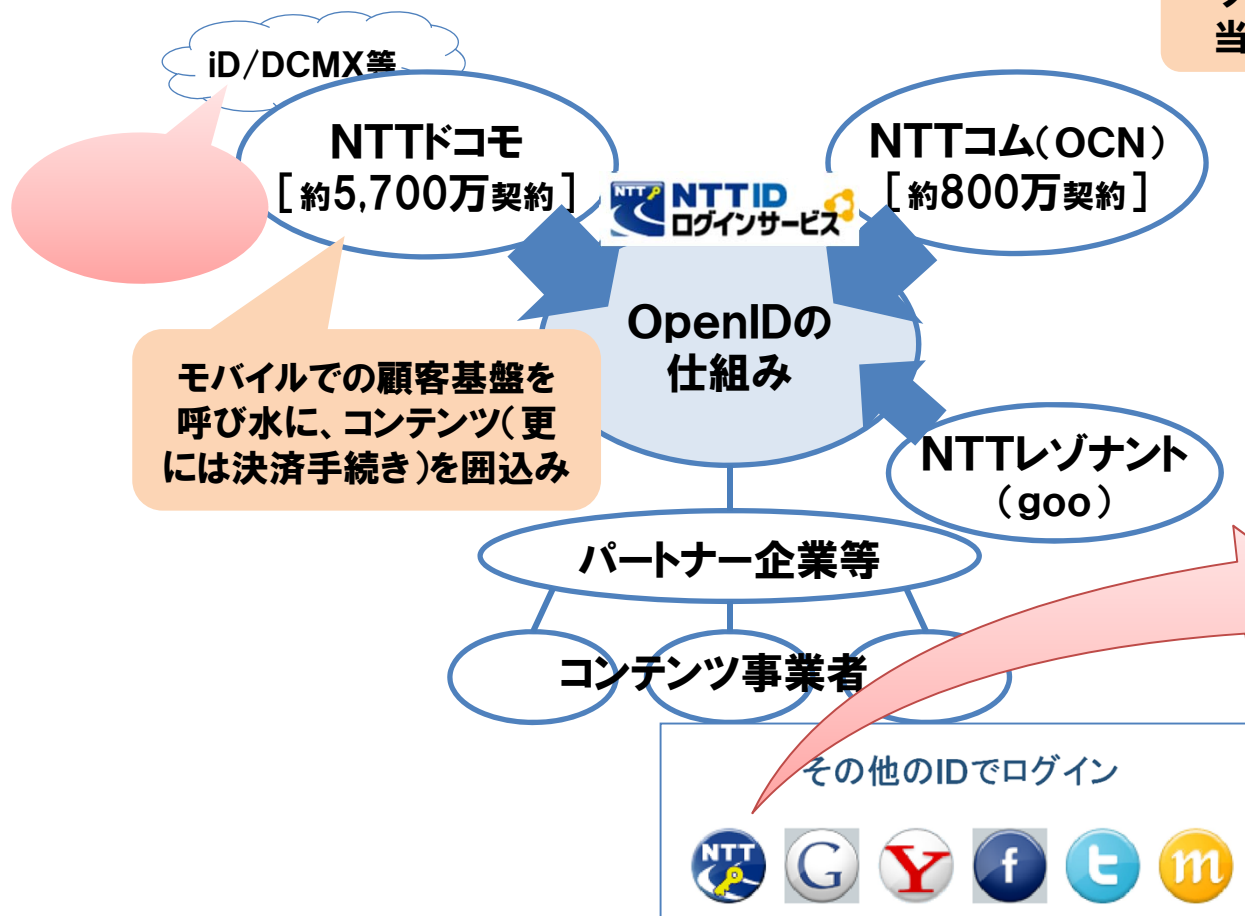 当
iD/DCMX等
NTTドコモ
[約5,700万契約]
NTTコム(OCN)
[約800万契約]
NTT
NTTID
ログインサービス
OpenIDの
仕組み
モバイルでの顧客基盤を
呼び水に、コンテンツ(更
には決済手続き)を囲込み
NTTレゾナント
(goo)
パートナー企業等
コンテンツ事業者
その他のIDでログイン
NTT G Y f t m